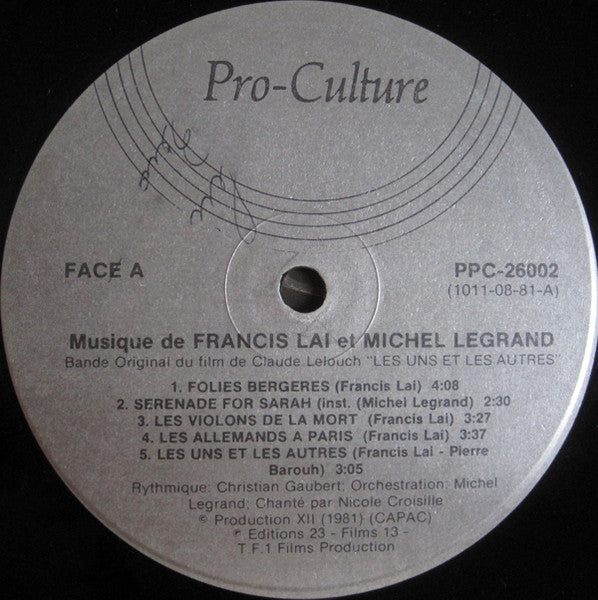 Pro-Culture
FACE A
PPC-26002
(1011-08-81-A)
Musique de FRANCIS LAI et MICHEL LEGRAND
Bande Original du film de Claude Lelouch "LES UNS ET LES AUTRES"
1. FOLIES BERGERES (Francis Lai) 4:08
2. SERENADE FOR SARAH (inst. (Michel Legrand) 2:30
3. LES VIOLONS DE LA MORT (Francis Lai) 3:27
4. LES ALLEMANDS A PARIS (Francis Lai) 3:37
5. LES UNS ET LES AUTRES (Francis Lai - Pierre
Barouh) 3:05
Rythmique: Christian Gaubert; Orchestration: Michel
Legrand; Chanté par Nicole Croisille
© Production XII (1981) (CAPAC)
℗ Editions 23 - Films 13 -
T F.1 Films Production